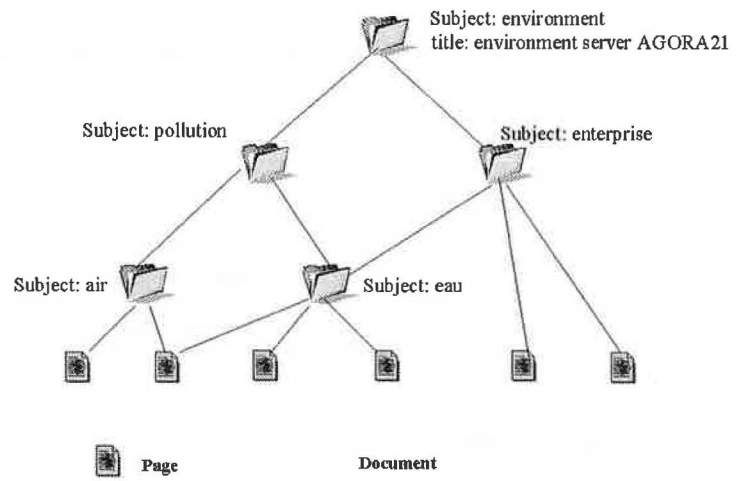 Subject: environment
title: environment server AGORA21
Subject: pollution
Subject: enterprise
Subject: air
Subject: eau
Page
Document